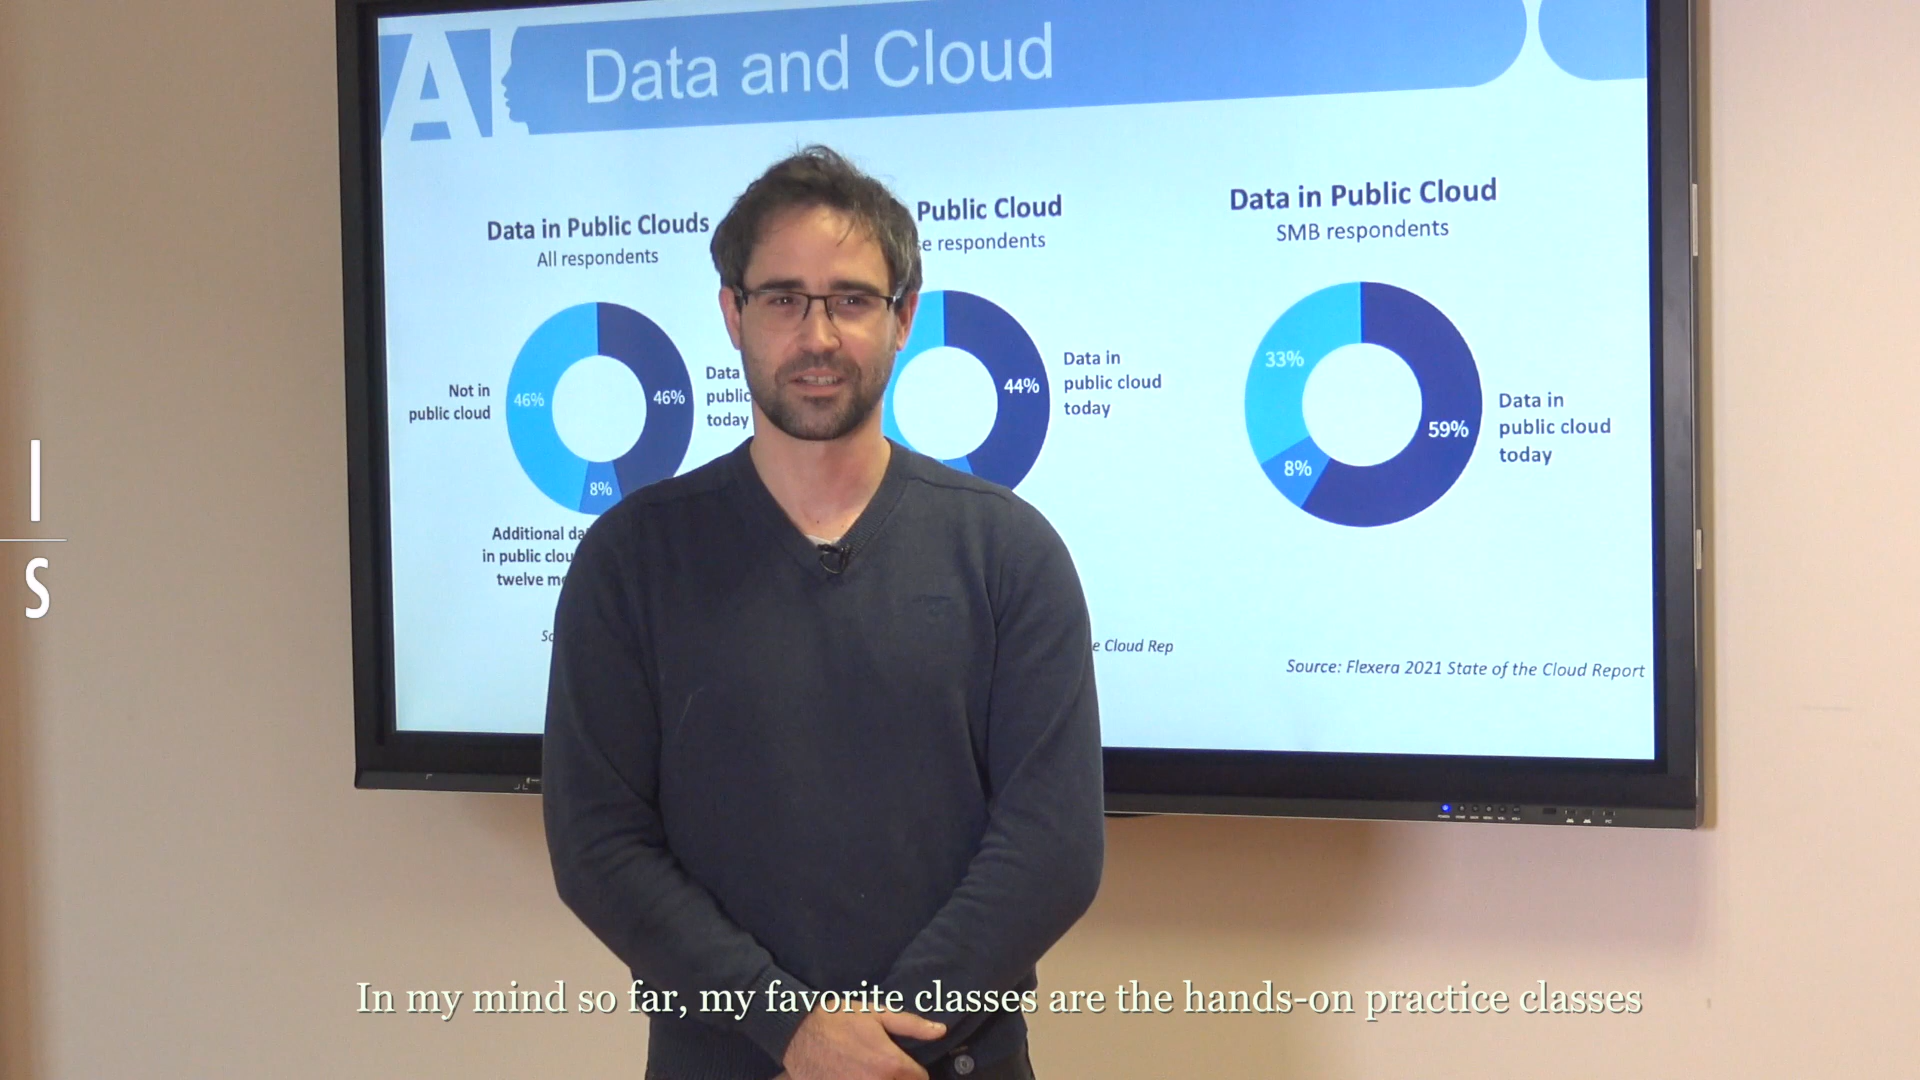 AI
Data and Cloud
Data in Public Clouds
All respondents
Not in
public cloud
46%
46%
8%
Data
public
today
Additional
in public
twelve
Public Cloud
respondents
44%
Data in
public cloud
today
Cloud
Data in Public Cloud
SMB respondents
33%
8%
59%
Data in
public cloud
today
Source: Flexera 2021 State of the Cloud Report
I
S
In my mind so far, my favorite classes are the hands-on practice classes